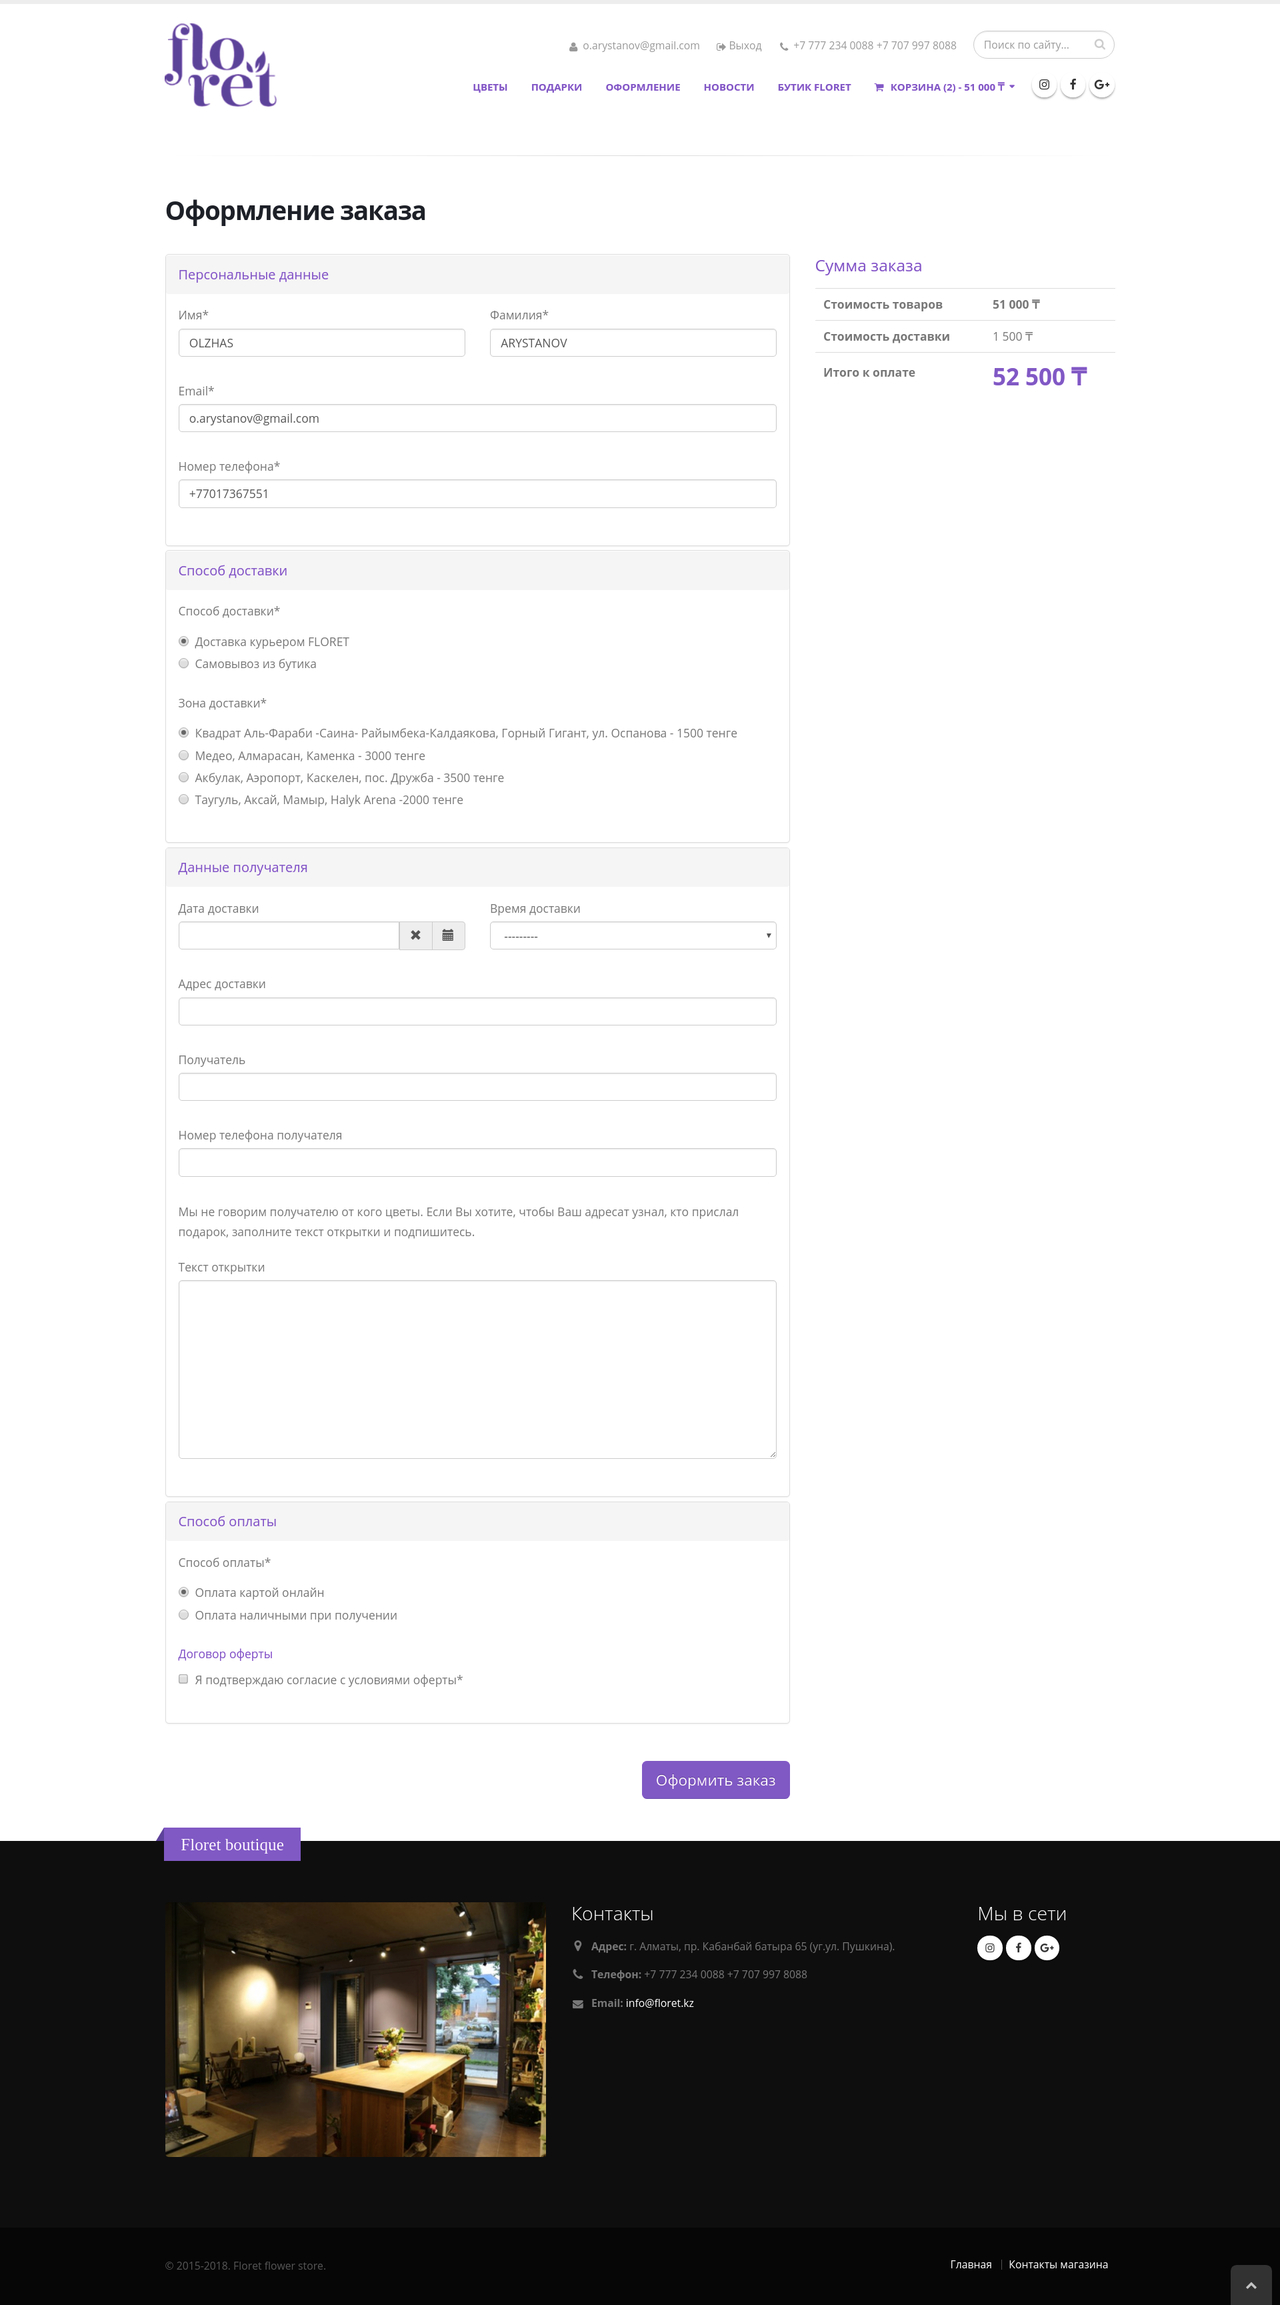 floret
o.arystanov@gmail.com Выход +7 777 234 0088 +7 707 997 8088 Поиск по сайту...
ЦВЕТЫ ПОДАРКИ ОФОРМЛЕНИЕ НОВОСТИ БУТИК FLORET КОРЗИНА (2) - 51 000 ₸
Оформление заказа
Персональные данные
Имя* Фамилия*
OLZHAS ARYSTANOV
Email*
o.arystanov@gmail.com
Номер телефона*
+77017367551
Сумма заказа
Стоимость товаров 51 000 ₸
Стоимость доставки 1 500 ₸
Итого к оплате 52 500 ₸
Способ доставки
Способ доставки*
Доставка курьером FLORET
Самовывоз из бутика
Зона доставки*
Квадрат Аль-Фараби -Саина- Райымбека-Калдаякова, Горный Гигант, ул. Оспанова - 1500 тенге
Медео, Алмарасан, Каменка - 3000 тенге
Акбулак, Аэропорт, Каскелен, пос. Дружба - 3500 тенге
Таугуль, Аксай, Мамыр, Halyk Arena -2000 тенге
Данные получателя
Дата доставки Время доставки
---------
Адрес доставки
Получатель
Номер телефона получателя
Мы не говорим получателю от кого цветы. Если Вы хотите, чтобы Ваш адресат узнал, кто прислал
подарок, заполните текст открытки и подпишитесь.
Текст открытки
Способ оплаты
Способ оплаты*
Оплата картой онлайн
Оплата наличными при получении
Договор оферты
Я подтверждаю согласие с условиями оферты*
Оформить заказ
Floret boutique
Контакты
Адрес: г. Алматы, пр. Кабанбай батыра 65 (уг.ул. Пушкина).
Телефон: +7 777 234 0088 +7 707 997 8088
Email: info@floret.kz
Мы в сети
© 2015-2018. Floret flower store.
Главная Контакты магазина